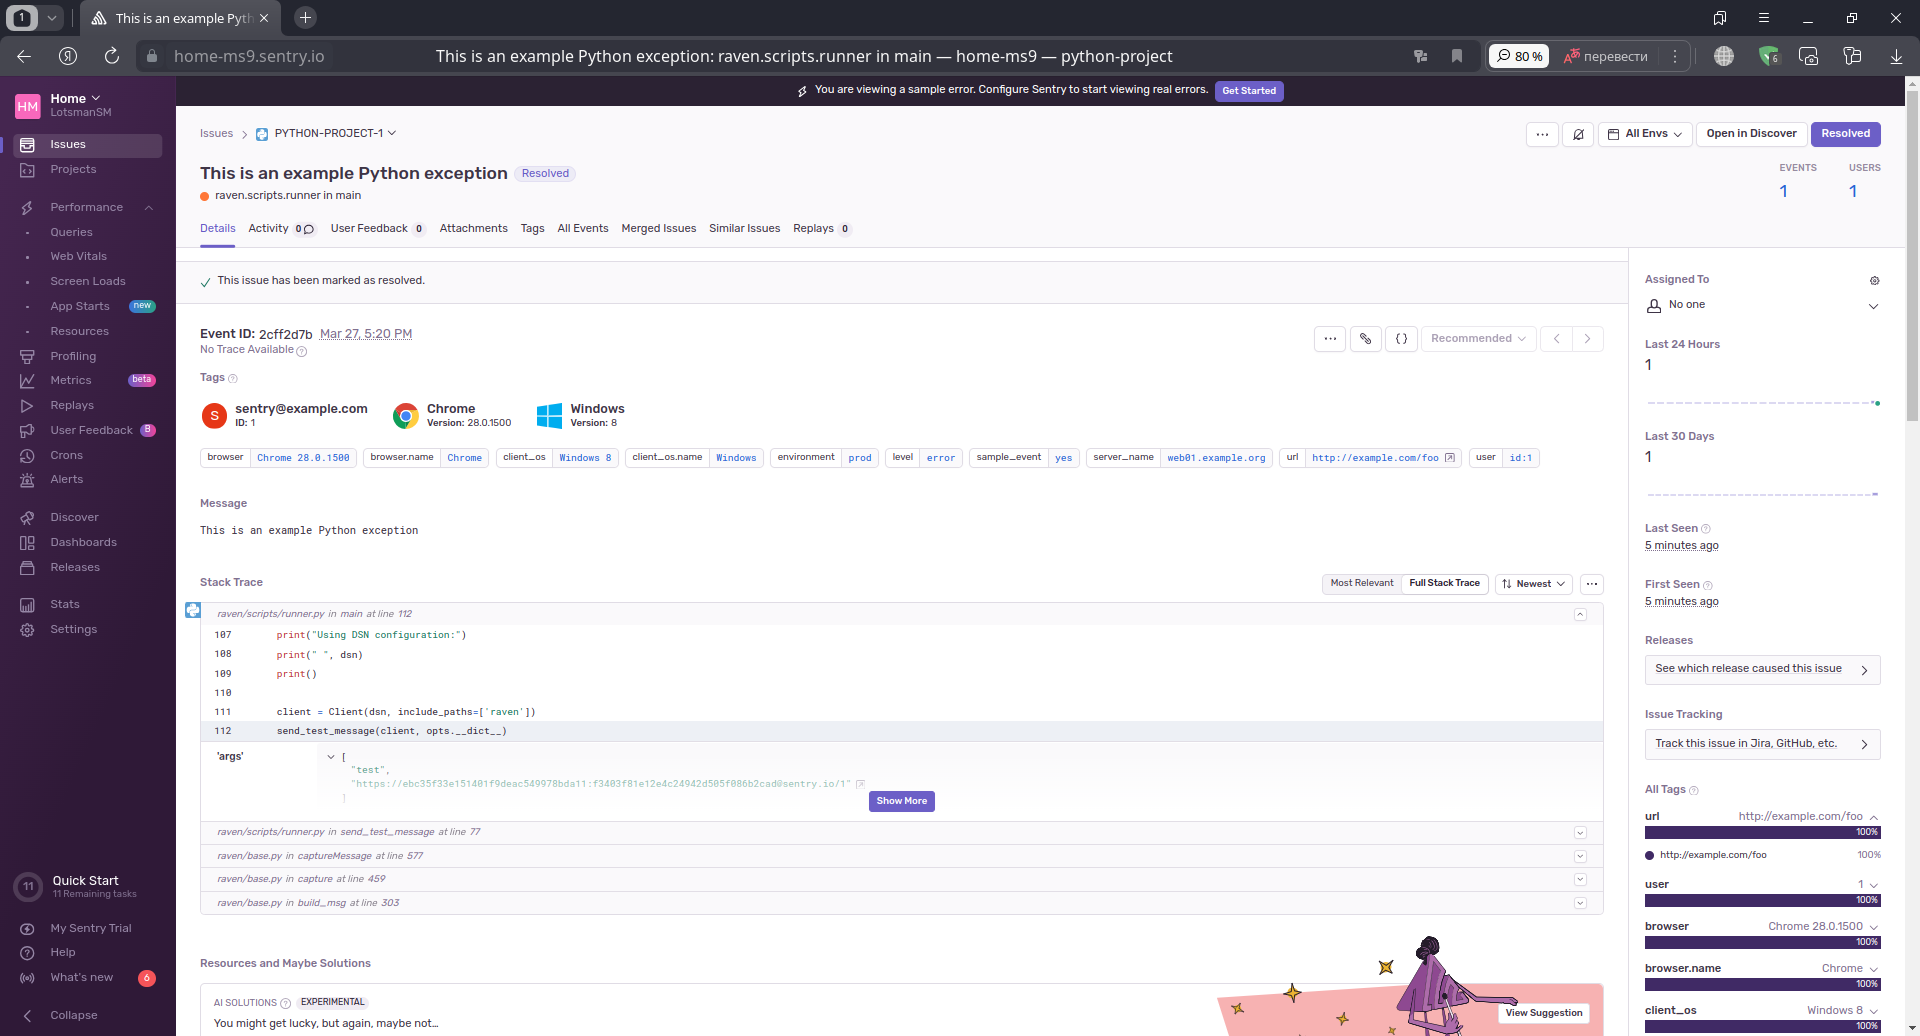 1
This is an example Pyth
home-ms9.sentry.io
This is an example Python exception: raven.scripts.runner in main — home-ms9 — python-project
80 %
перевести
6
HM
Home
LotsmanSM
Issues
Projects
Performance
Queries
Web Vitals
Screen Loads
App Starts new
Resources
Profiling
Metrics beta
Replays
User Feedback B
Crons
Alerts
Discover
Dashboards
Releases
Stats
Settings
11
Quick Start
11 Remaining tasks
My Sentry Trial
Help
What's new 6
Collapse
You are viewing a sample error. Configure Sentry to start viewing real errors. Get Started
Issues > PYTHON-PROJECT-1
... All Envs Open in Discover Resolved
This is an example Python exception Resolved
raven.scripts.runner in main
EVENTS USERS
1 1
Details Activity 0 User Feedback 0 Attachments Tags All Events Merged Issues Similar Issues Replays 0
This issue has been marked as resolved.
Event ID: 2cff2d7b Mar 27, 5:20 PM
No Trace Available ?
... {} Recommended
Tags ?
S sentry@example.com
ID: 1
Chrome
Version: 28.0.1500
Windows
Version: 8
browser Chrome 28.0.1500 browser.name Chrome client_os Windows 8 client_os.name Windows environment prod level error sample_event yes server_name web01.example.org url http://example.com/foo user id:1
Message
This is an example Python exception
Stack Trace
Most Relevant Full Stack Trace Newest ...
raven/scripts/runner.py in main at line 112
107 print("Using DSN configuration:")
108 print(" ", dsn)
109 print()
110
111 client = Client(dsn, include_paths=['raven'])
112 send_test_message(client, opts.__dict__)
'args' [
"test",
"https://ebc35f33e151401f9deac549978bda11:f3403f81e12e4c24942d505f086b2cad@sentry.io/1"
]
Show More
raven/scripts/runner.py in send_test_message at line 77
raven/base.py in captureMessage at line 577
raven/base.py in capture at line 459
raven/base.py in build_msg at line 303
Resources and Maybe Solutions
AI SOLUTIONS ? EXPERIMENTAL
You might get lucky, but again, maybe not...
View Suggestion
Assigned To
No one
Last 24 Hours
1
Last 30 Days
1
Last Seen ?
5 minutes ago
First Seen ?
5 minutes ago
Releases
See which release caused this issue
Issue Tracking
Track this issue in Jira, GitHub, etc.
All Tags ?
url http://example.com/foo
100%
http://example.com/foo 100%
user 1
100%
browser Chrome 28.0.1500
100%
browser.name Chrome
100%
client_os Windows 8
100%